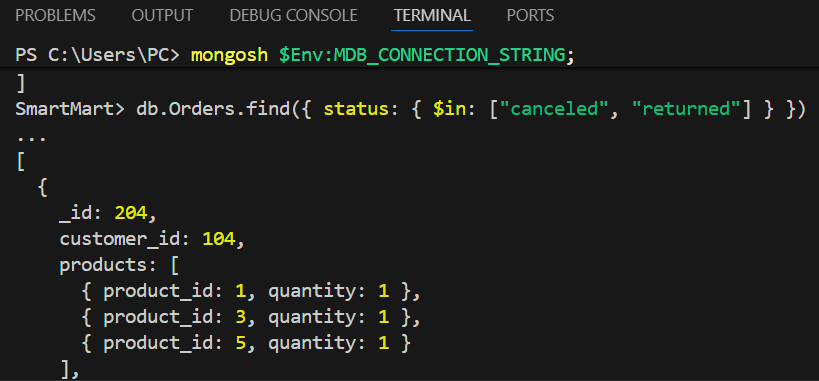 PROBLEMS OUTPUT DEBUG CONSOLE TERMINAL PORTS
PS C:\Users\PC> mongosh $Env:MDB_CONNECTION_STRING;
]
SmartMart> db.Orders.find({ status: { $in: ["canceled", "returned"] } })
...
[
  {
    _id: 204,
    customer_id: 104,
    products: [
      { product_id: 1, quantity: 1 },
      { product_id: 3, quantity: 1 },
      { product_id: 5, quantity: 1 }
    ],